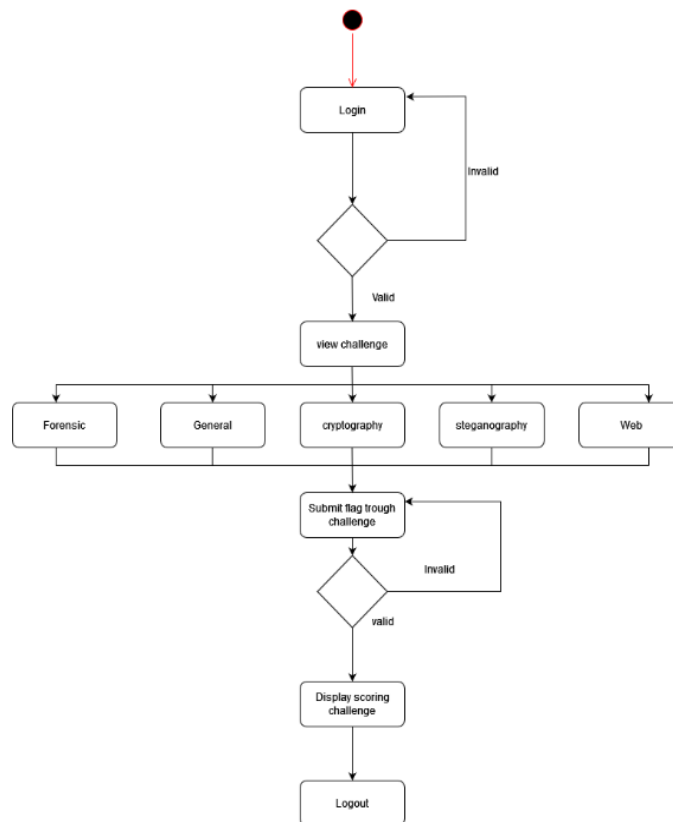 Login
Invalid
Valid
view challenge
Forensic
General
cryptography
steganography
Web
Submit flag trough
challenge
Invalid
valid
Display scoring
challenge
Logout